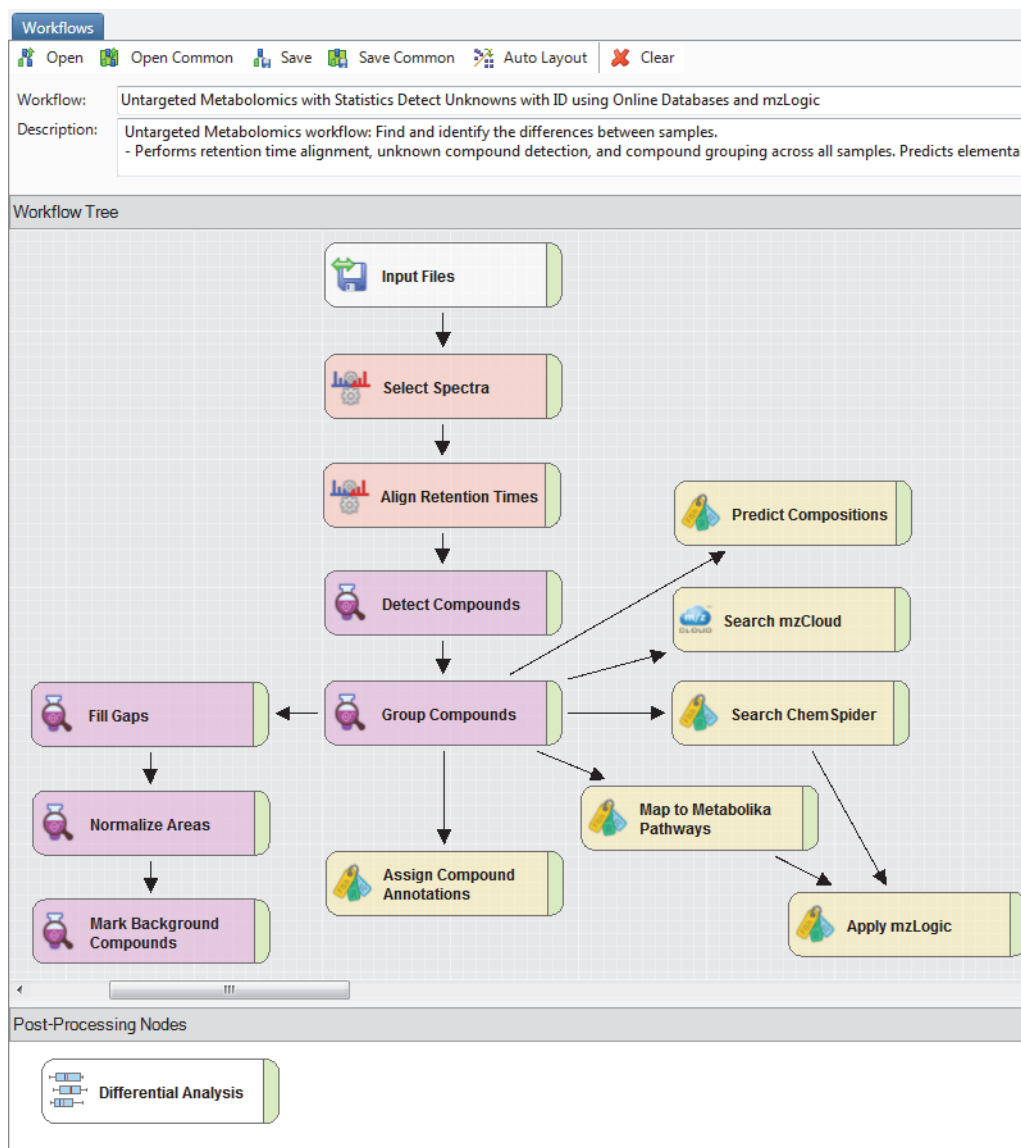 Workflows
Open Open Common Save Save Common Auto Layout Clear
Workflow: Untargeted Metabolomics with Statistics Detect Unknowns with ID using Online Databases and mzLogic
Description: Untargeted Metabolomics workflow: Find and identify the differences between samples.
- Performs retention time alignment, unknown compound detection, and compound grouping across all samples. Predicts elemental
Workflow Tree
Input Files
Select Spectra
Align Retention Times
Predict Compositions
Detect Compounds
m/z
CLOUD
Search mzCloud
Fill Gaps
Group Compounds
Search ChemSpider
Normalize Areas
Map to Metabolika
Pathways
Assign Compound
Annotations
Mark Background
Compounds
Apply mzLogic
Post-Processing Nodes
Differential Analysis